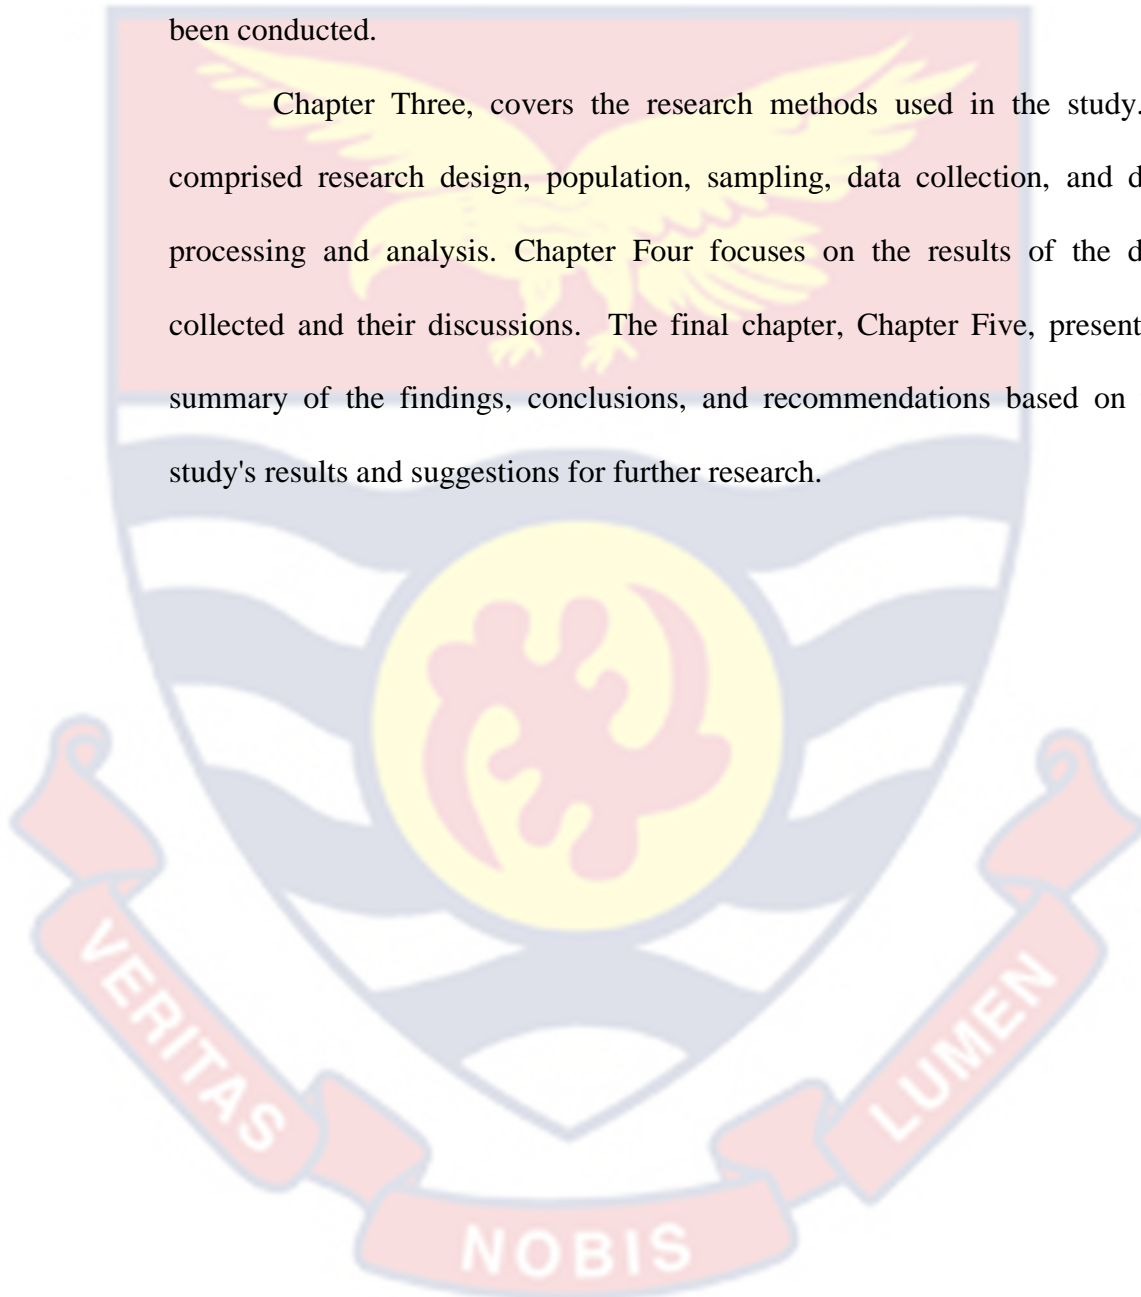 been conducted.
Chapter Three, covers the research methods used in the study.
comprised research design, population, sampling, data collection, and d
processing and analysis. Chapter Four focuses on the results of the d
collected and their discussions. The final chapter, Chapter Five, present
summary of the findings, conclusions, and recommendations based on
study's results and suggestions for further research.
VERITAS
NOBIS
LUMEN